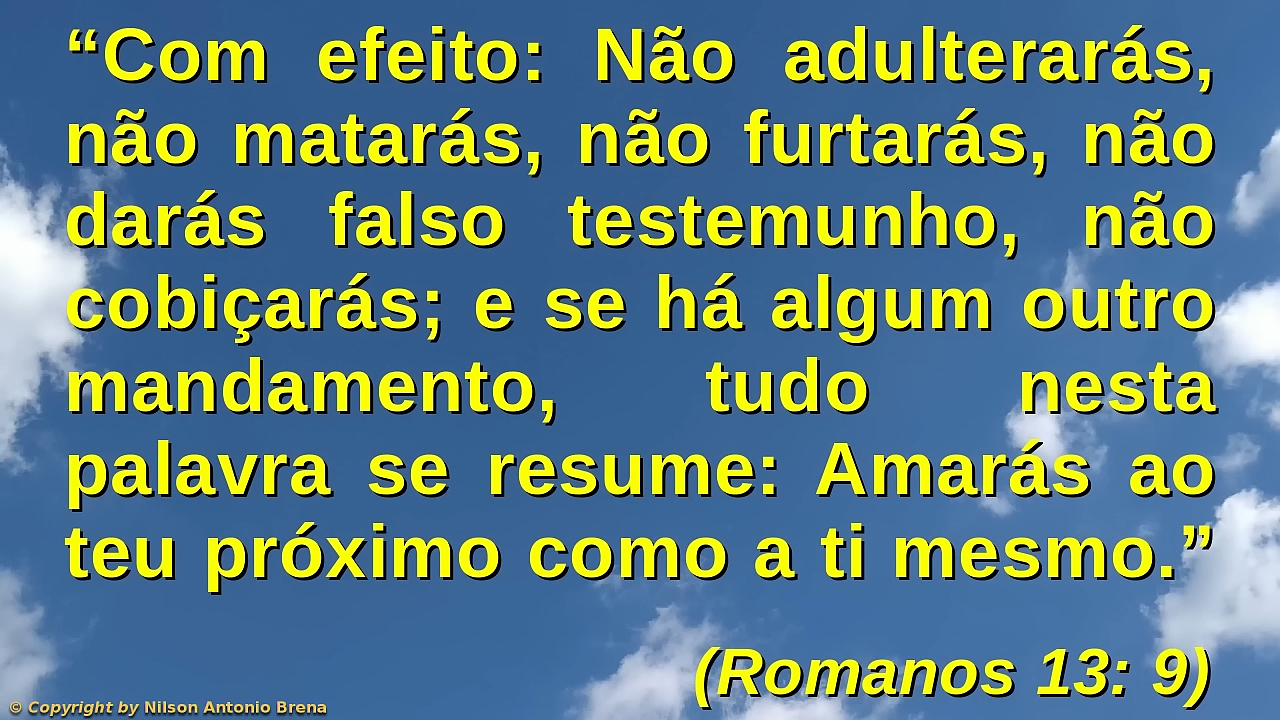 “Com efeito: Não adulterarás,
não matarás, não furtarás, não
darás falso testemunho, não
cobiçarás; e se há algum outro
mandamento, tudo nesta
palavra se resume: Amarás ao
teu próximo como a ti mesmo.”
(Romanos 13: 9)
© Copyright by Nilson Antonio Brena